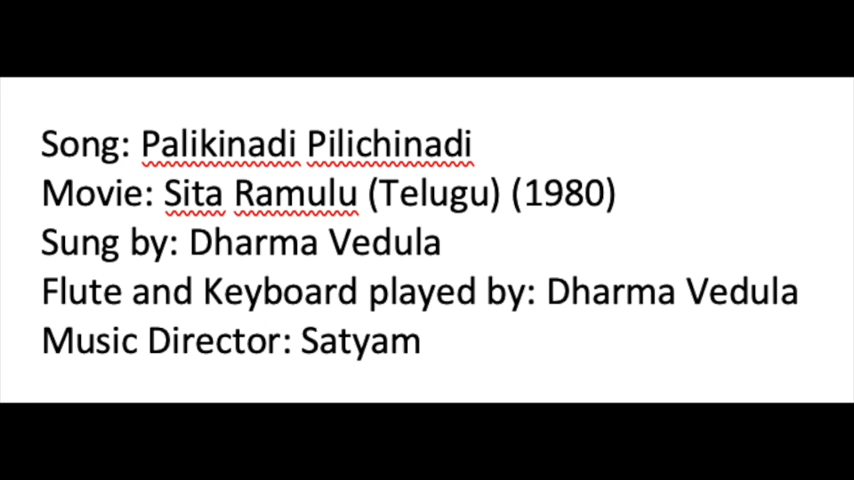 Song: Palikinadi Pilichinadi
Movie: Sita Ramulu (Telugu) (1980)
Sung by: Dharma Vedula
Flute and Keyboard played by: Dharma Vedula
Music Director: Satyam